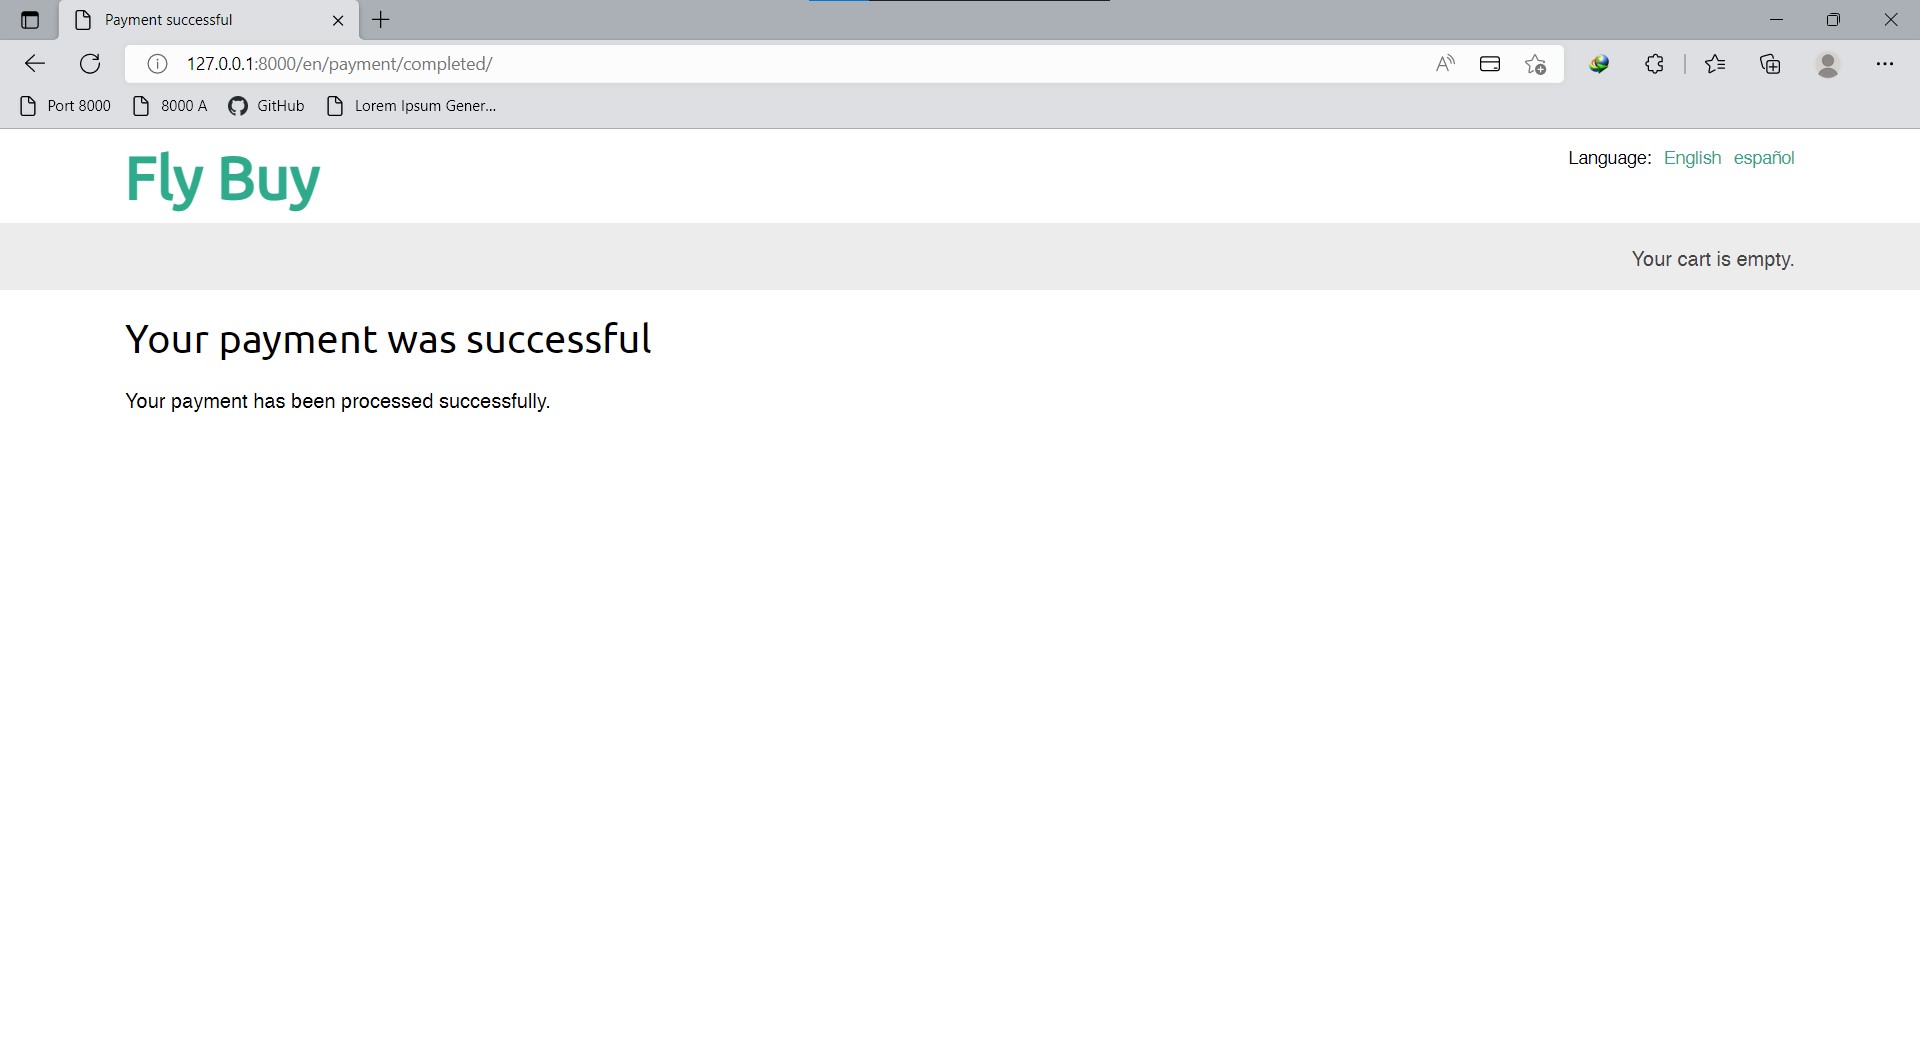 Payment successful
127.0.0.1:8000/en/payment/completed/
Port 8000 8000 A GitHub Lorem Ipsum Gener...
Fly Buy
Language: English español
Your cart is empty.
Your payment was successful
Your payment has been processed successfully.